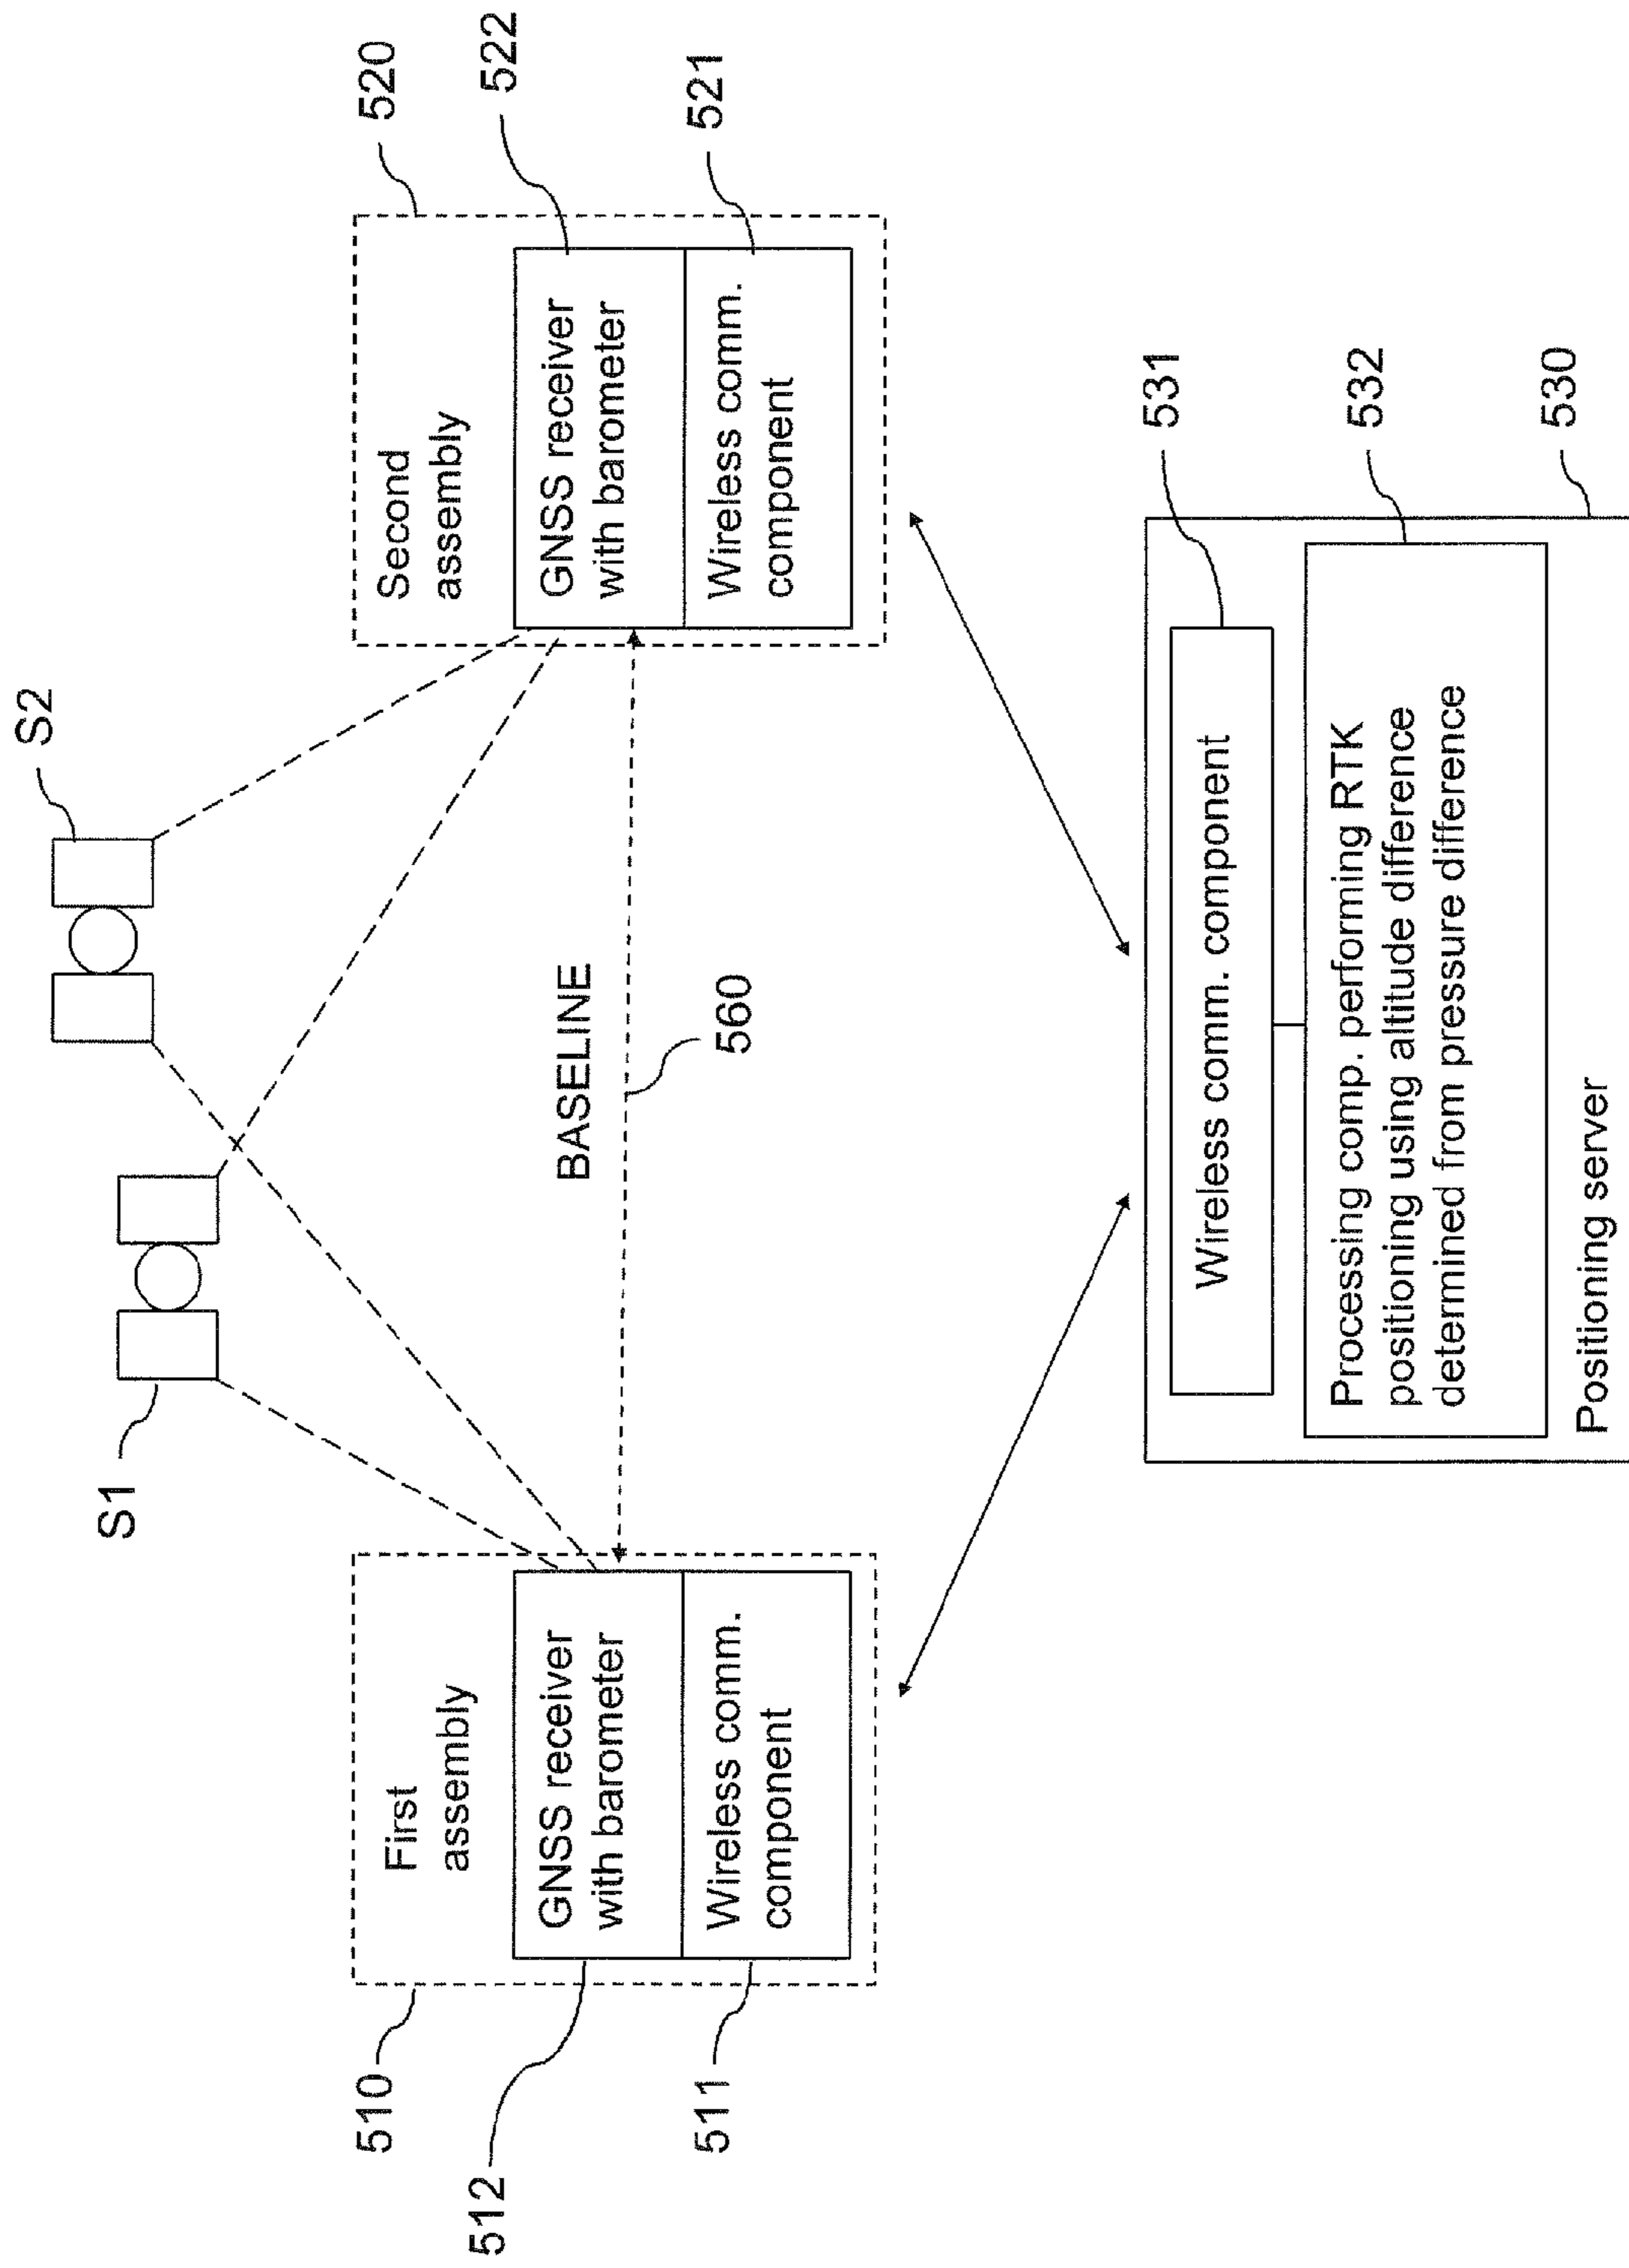 S1
S2
510
First
assembly
512
GNSS receiver
with barometer
511
Wireless comm.
component
BASELINE
560
520
Second
assembly
522
GNSS receiver
with barometer
521
Wireless comm.
component
531
Wireless comm. component
532
Processing comp. performing RTK
positioning using altitude difference
determined from pressure difference
530
Positioning server